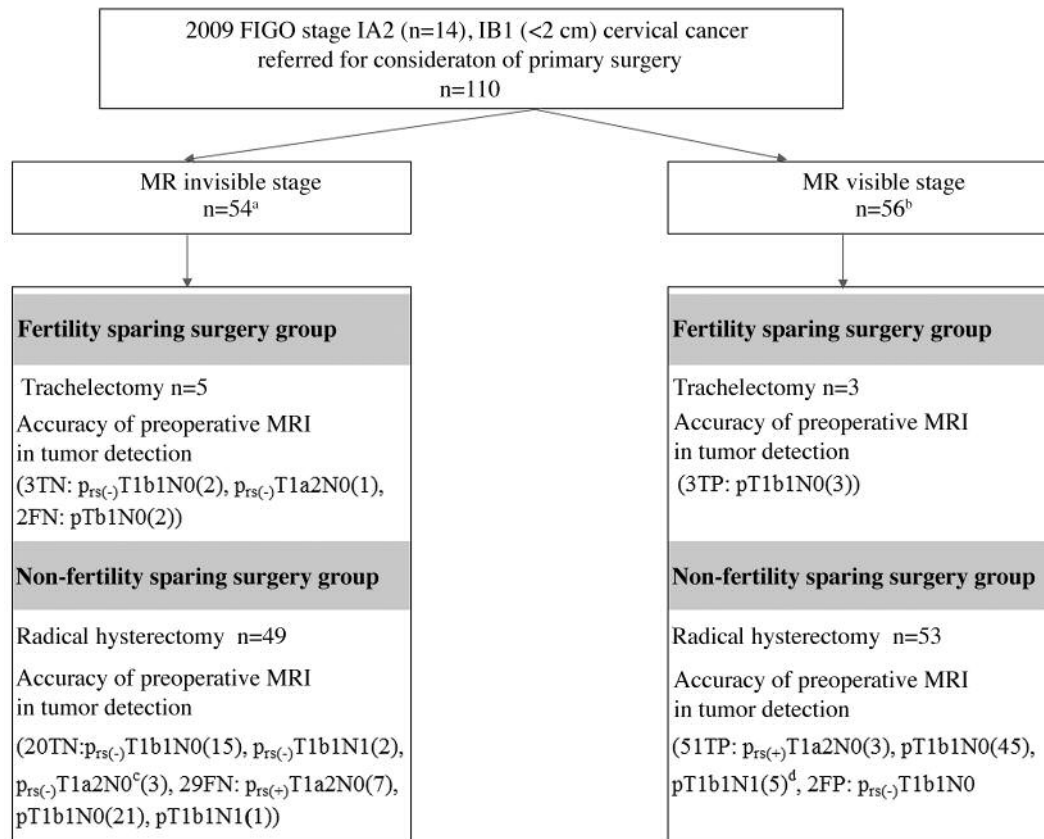 2009 FIGO stage IA2 (n=14), IB1 (<2 cm) cervical cancer
referred for consideraton of primary surgery
n=110
MR invisible stage
n=54ᵃ
MR visible stage
n=56ᵇ
Fertility sparing surgery group
Trachelectomy n=5
Accuracy of preoperative MRI
in tumor detection
(3TN: prs(-)T1b1N0(2), prs(-)T1a2N0(1),
2FN: pTb1N0(2))
Non-fertility sparing surgery group
Radical hysterectomy n=49
Accuracy of preoperative MRI
in tumor detection
(20TN:prs(-)T1b1N0(15), prs(-)T1b1N1(2),
prs(-)T1a2N0ᶜ(3), 29FN: prs(+)T1a2N0(7),
pT1b1N0(21), pT1b1N1(1))
Fertility sparing surgery group
Trachelectomy n=3
Accuracy of preoperative MRI
in tumor detection
(3TP: pT1b1N0(3))
Non-fertility sparing surgery group
Radical hysterectomy n=53
Accuracy of preoperative MRI
in tumor detection
(51TP: prs(+)T1a2N0(3), pT1b1N0(45),
pT1b1N1(5)ᵈ, 2FP: prs(-)T1b1N0